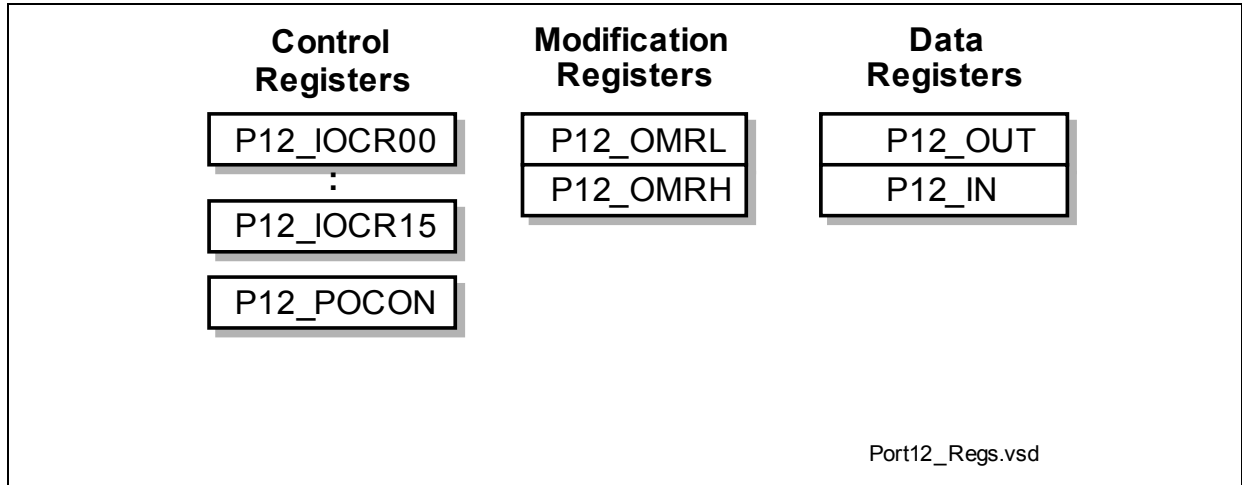 Control
Registers
P12_IOCR00
:
P12_IOCR15
P12_POCON
Modification
Registers
P12_OMRL
P12_OMRH
Data
Registers
P12_OUT
P12_IN
Port12_Regs.vsd